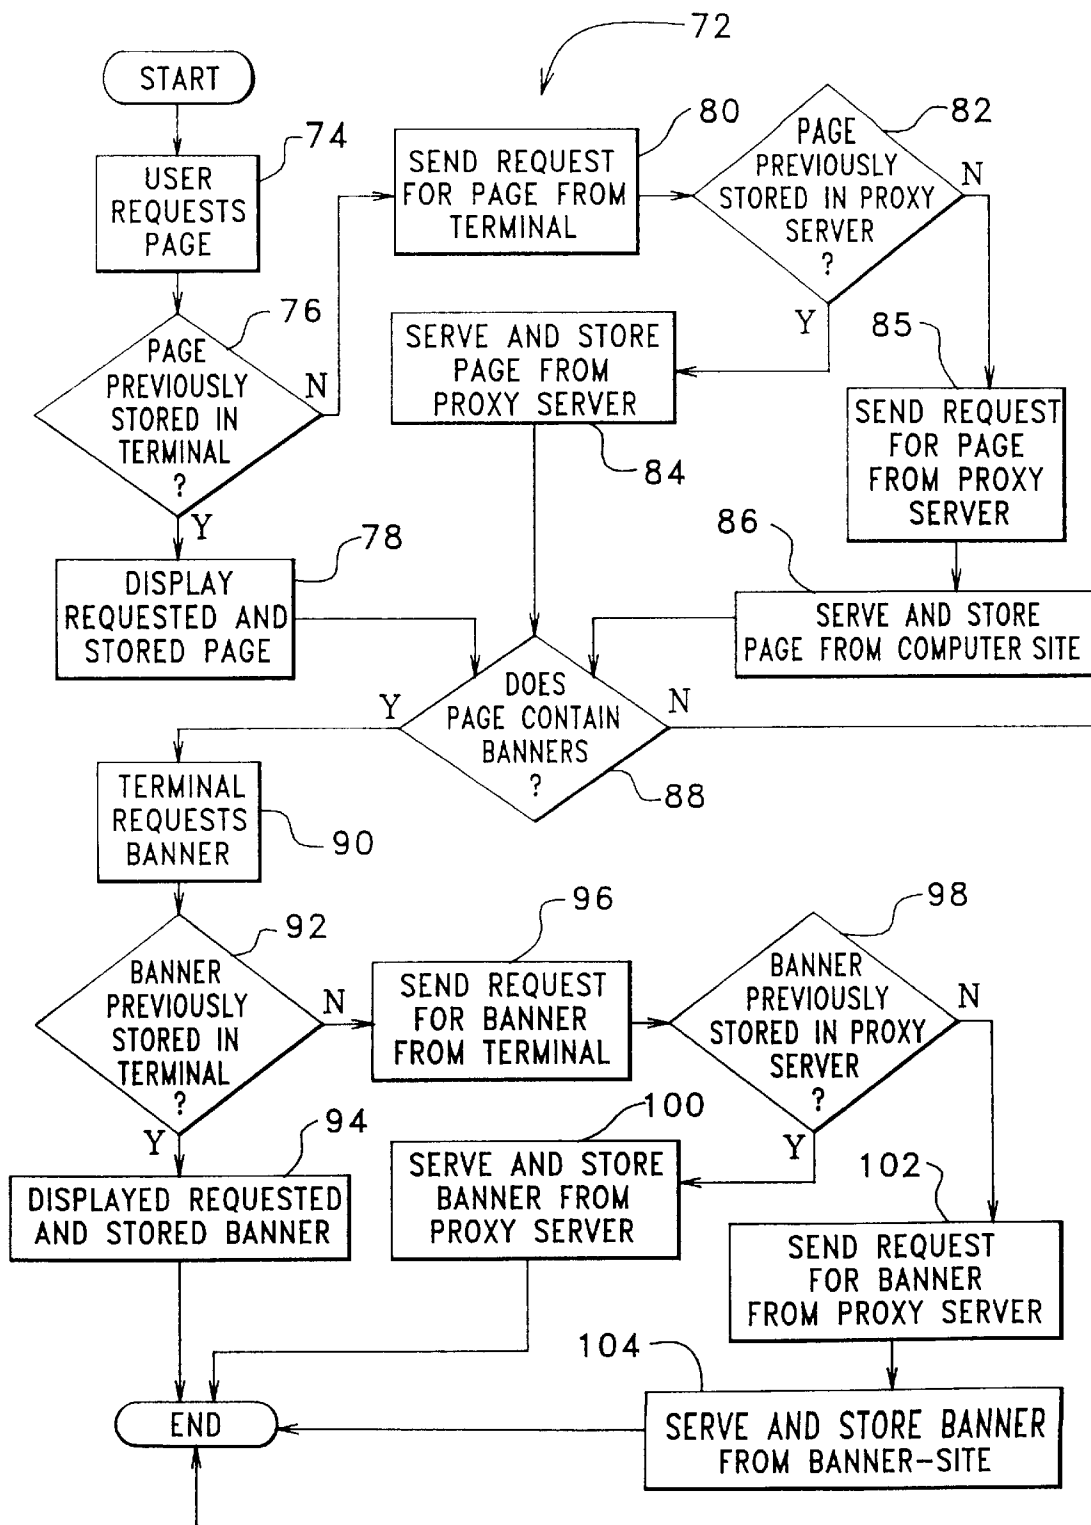 72
START
74
USER
REQUESTS
PAGE
80
SEND REQUEST
FOR PAGE FROM
TERMINAL
82
PAGE
PREVIOUSLY
STORED IN PROXY
SERVER
?
N
Y
76
PAGE
PREVIOUSLY
STORED IN
TERMINAL
?
N
Y
SERVE AND STORE
PAGE FROM
PROXY SERVER
84
85
SEND REQUEST
FOR PAGE
FROM PROXY
SERVER
78
DISPLAY
REQUESTED AND
STORED PAGE
86
SERVE AND STORE
PAGE FROM COMPUTER SITE
DOES
PAGE CONTAIN
BANNERS
?
Y
N
88
TERMINAL
REQUESTS
BANNER
90
92
BANNER
PREVIOUSLY
STORED IN
TERMINAL
?
N
Y
96
SEND REQUEST
FOR BANNER
FROM TERMINAL
98
BANNER
PREVIOUSLY
STORED IN PROXY
SERVER
?
N
Y
94
DISPLAYED REQUESTED
AND STORED BANNER
100
SERVE AND STORE
BANNER FROM
PROXY SERVER
102
SEND REQUEST
FOR BANNER
FROM PROXY SERVER
104
SERVE AND STORE BANNER
FROM BANNER-SITE
END